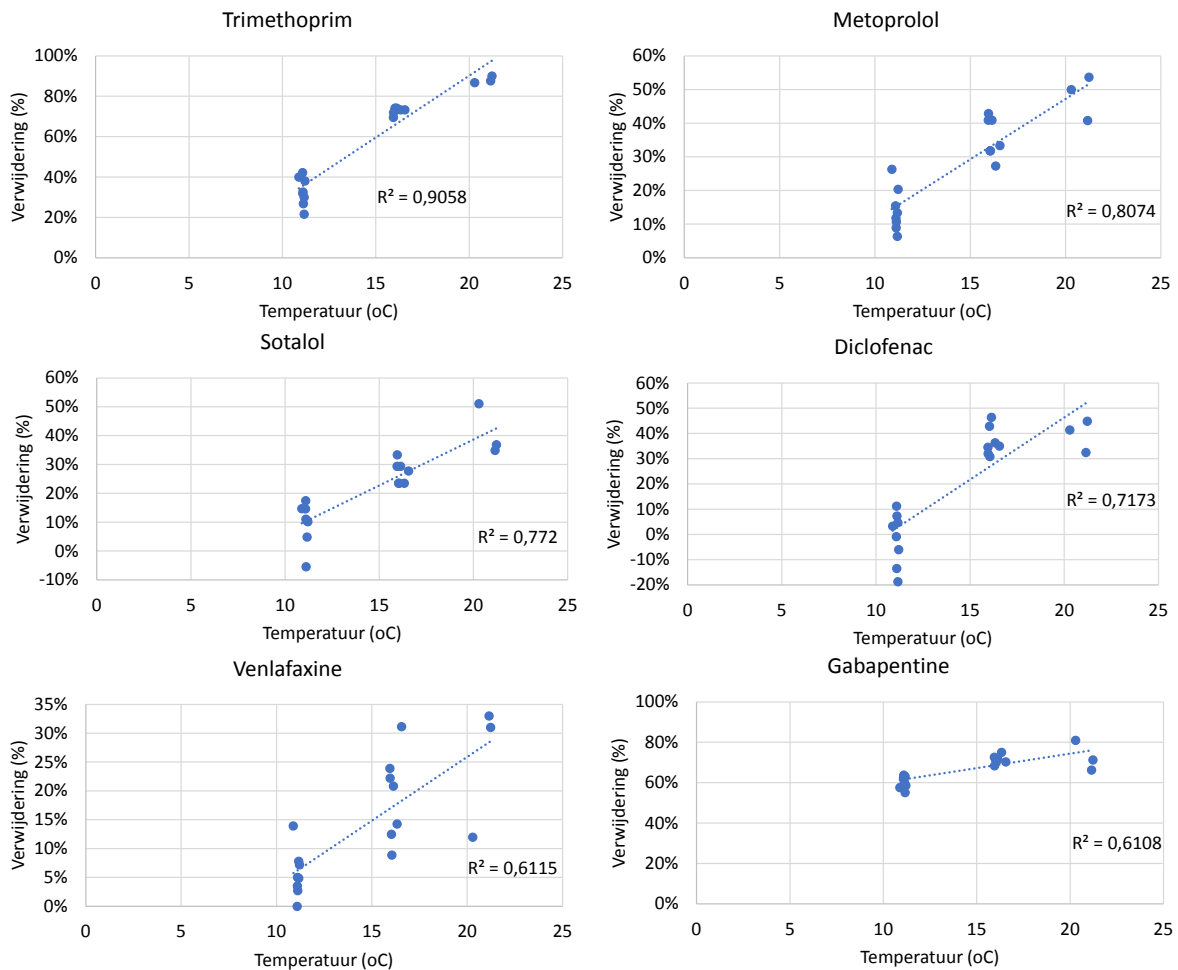 Trimethoprim
100%
80%
60%
40%
20%
0%
Verwijdering (%)
R² = 0,9058
0 5 10 15 20 25
Temperatuur (oC)
Metoprolol
60%
50%
40%
30%
20%
10%
0%
Verwijdering (%)
R² = 0,8074
0 5 10 15 20 25
Temperatuur (oC)
Sotalol
60%
50%
40%
30%
20%
10%
0%
-10%
Verwijdering (%)
R² = 0,772
0 5 10 15 20 25
Temperatuur (oC)
Diclofenac
60%
50%
40%
30%
20%
10%
0%
-10%
-20%
Verwijdering (%)
R² = 0,7173
0 5 10 15 20 25
Temperatuur (oC)
Venlafaxine
35%
30%
25%
20%
15%
10%
5%
0%
Verwijdering (%)
R² = 0,6115
0 5 10 15 20 25
Temperatuur (oC)
Gabapentine
100%
80%
60%
40%
20%
0%
Verwijdering (%)
R² = 0,6108
0 5 10 15 20 25
Temperatuur (oC)